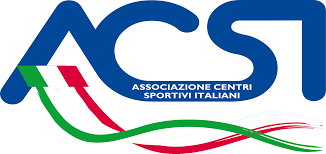 ACSI
ASSOCIAZIONE CENTRI
SPORTIVI ITALIANI